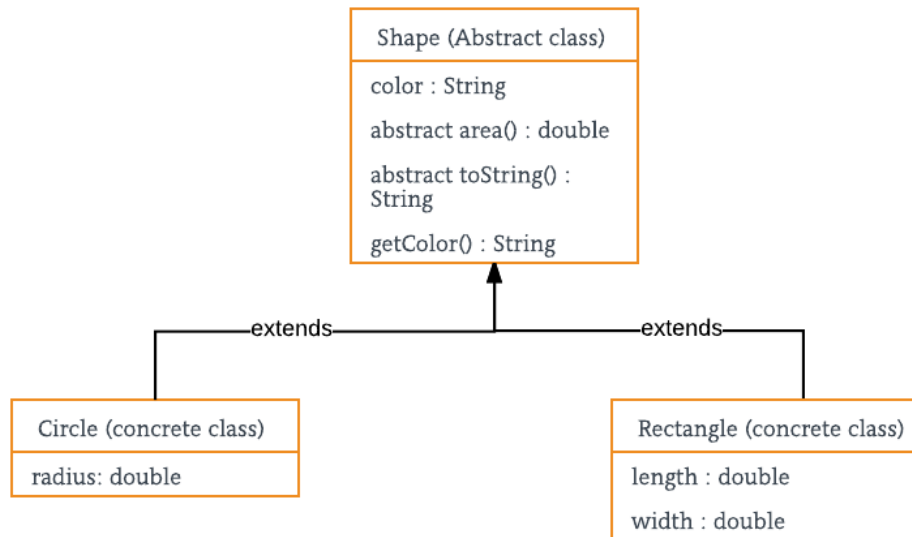 Shape (Abstract class)
color : String
abstract area() : double
abstract toString() :
String
getColor() : String
extends
extends
Circle (concrete class)
radius: double
Rectangle (concrete class)
length : double
width : double